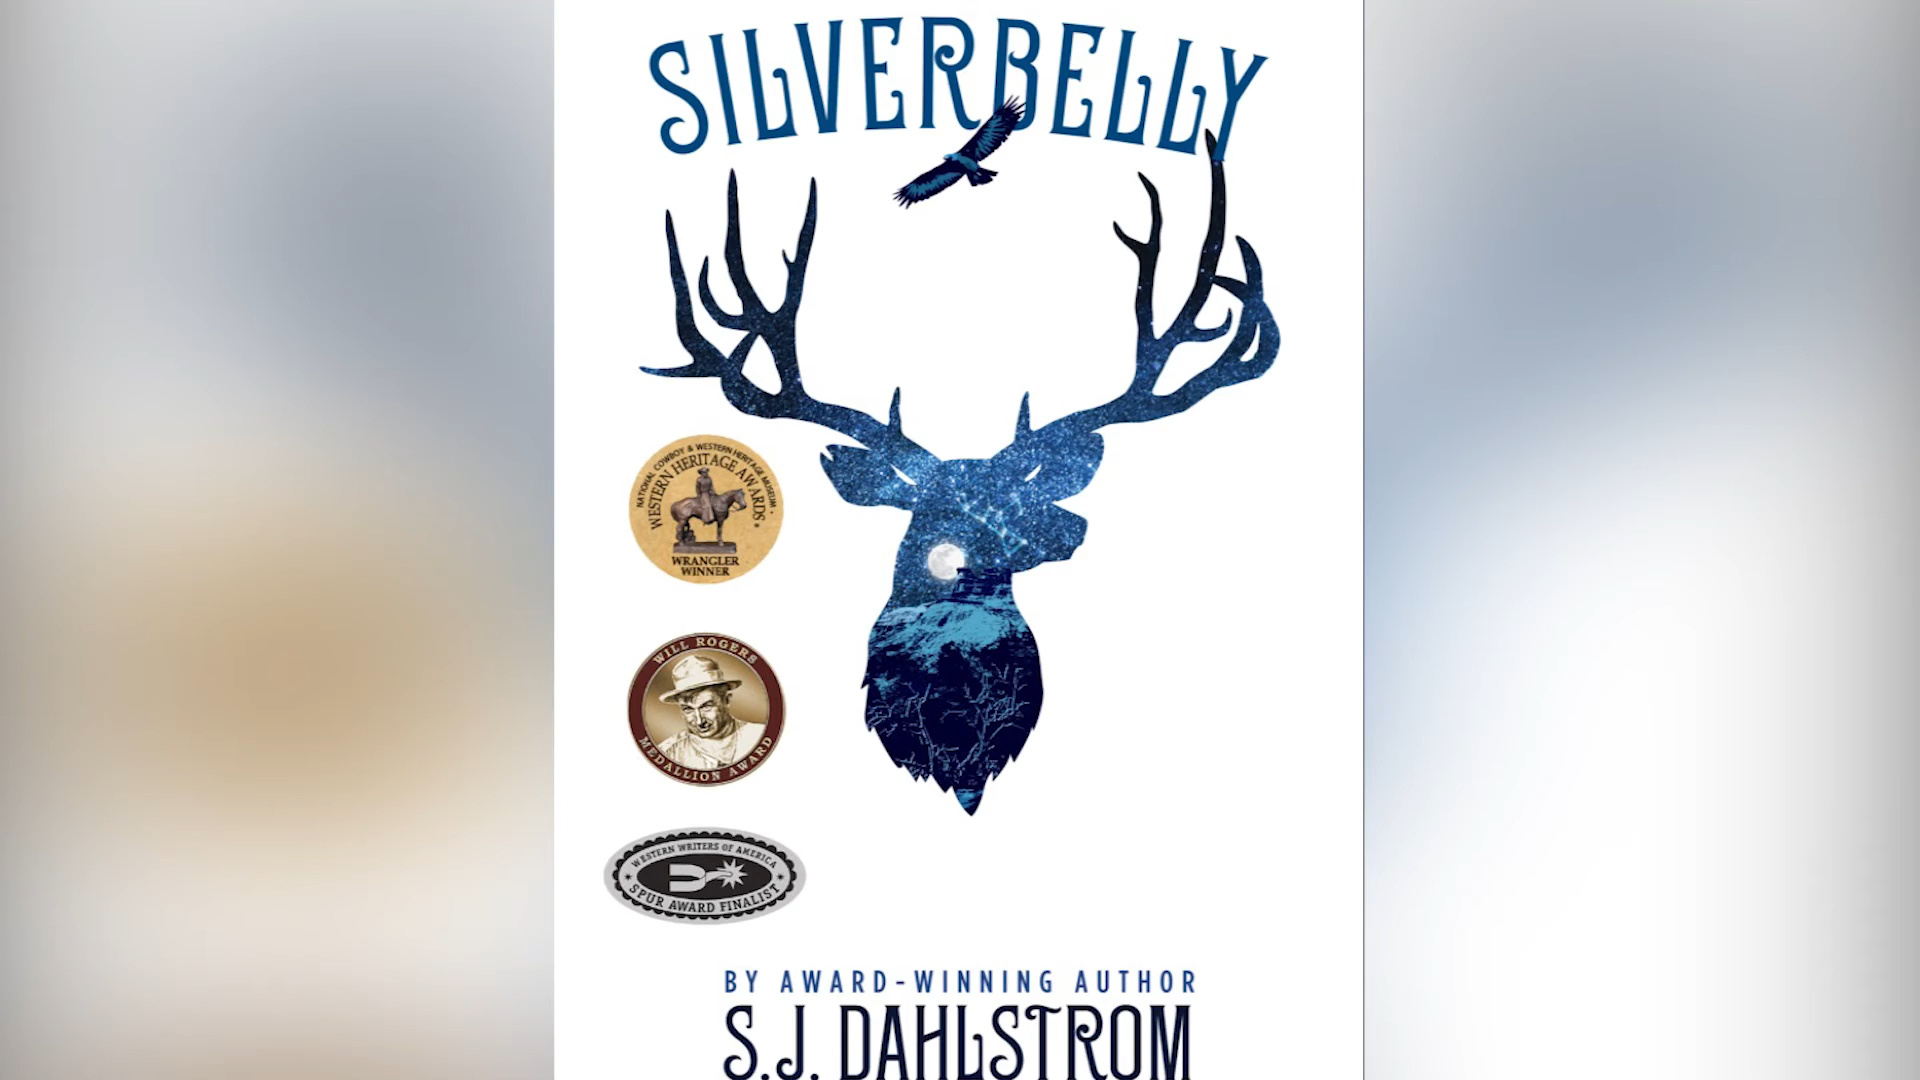 SILVERBELLY
NATIONAL COWBOY & WESTERN HERITAGE MUSEUM
WESTERN HERITAGE AWARDS
WRANGLER
WINNER
WILL ROGERS
MEDALLION AWARD
WESTERN WRITERS OF AMERICA
SPUR AWARD FINALIST
BY AWARD-WINNING AUTHOR
S.J. DAHLSTROM